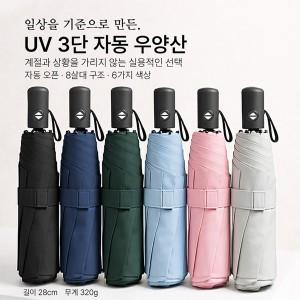 일상을 기준으로 만든.
UV 3단 자동 우양산
계절과 상황을 가리지 않는 실용적인 선택
자동 오픈 · 8살대 구조 · 6가지 색상
길이 28cm 무게 320g